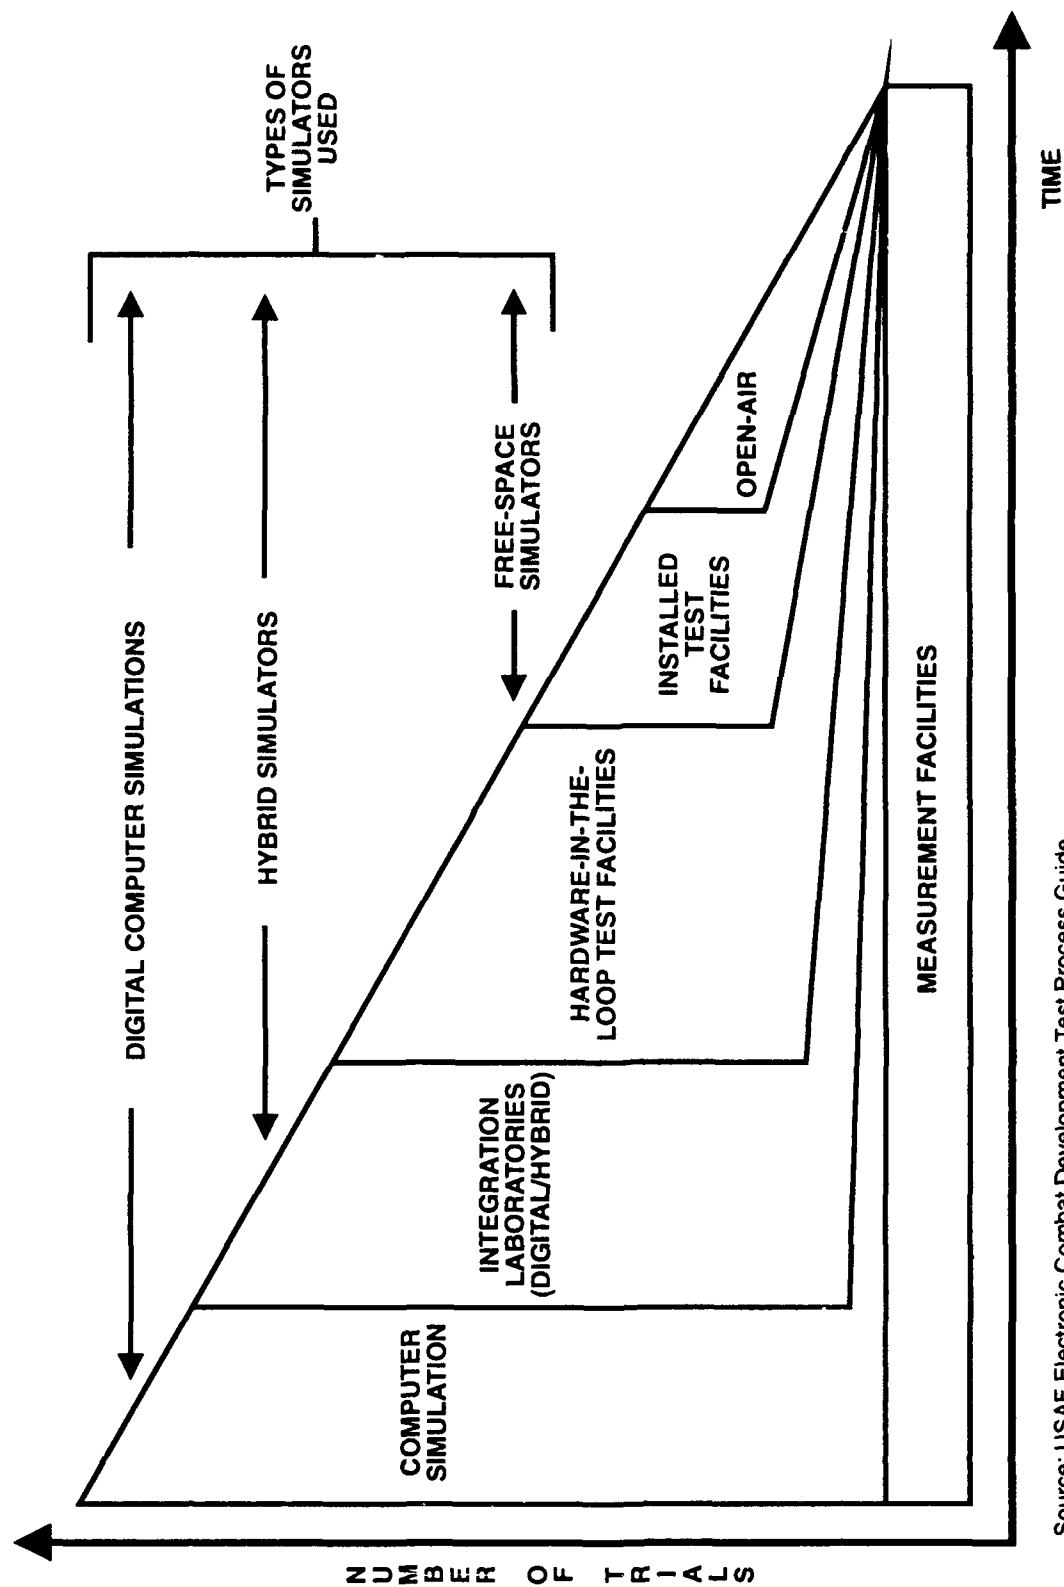 TYPES OF
SIMULATORS
USED
DIGITAL COMPUTER SIMULATIONS
HYBRID SIMULATORS
FREE-SPACE
SIMULATORS
COMPUTER
SIMULATION
INTEGRATION
LABORATORIES
(DIGITAL/HYBRID)
HARDWARE-IN-THE-
LOOP TEST FACILITIES
INSTALLED
TEST
FACILITIES
OPEN-AIR
MEASUREMENT FACILITIES
NUMBER OF TRIALS
TIME
Source: USAF Electronic Combat Development Test Process Guide